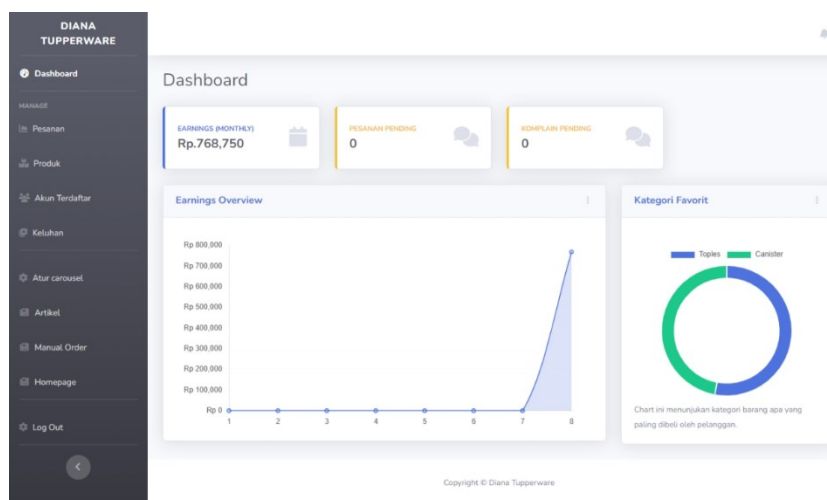 DIANA
TUPPERWARE
Dashboard
MANAGE
Pesanan
Produk
Akun Terdaftar
Keluhan
Atur carousel
Artikel
Manual Order
Homepage
Log Out
Dashboard
EARNINGS (MONTHLY)
Rp.768,750
PESANAN PENDING
0
KOMPLAIN PENDING
0
Earnings Overview
Rp 800,000
Rp 700,000
Rp 600,000
Rp 500,000
Rp 400,000
Rp 300,000
Rp 200,000
Rp 100,000
Rp 0
1 2 3 4 5 6 7 8
Kategori Favorit
Toples Canister
Chart ini menunjukan kategori barang apa yang
paling dibeli oleh pelanggan.
Copyright © Diana Tupperware